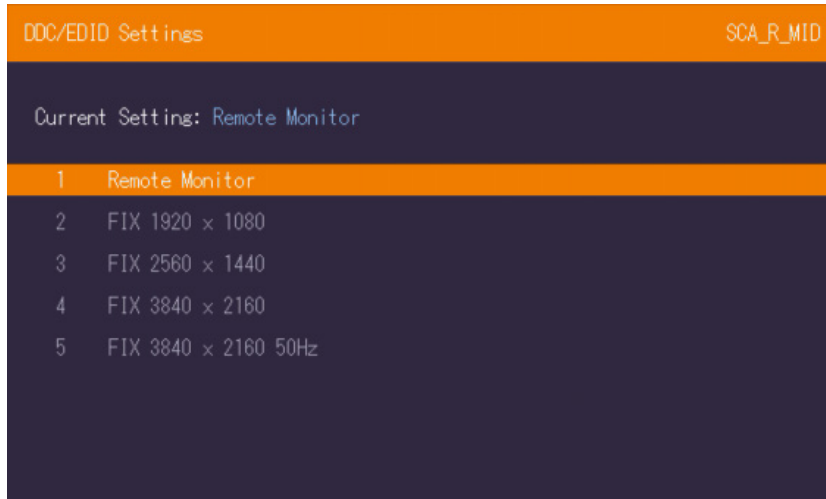 DDC/EDID Settings SCA_R_MID
Current Setting: Remote Monitor
1 Remote Monitor
2 FIX 1920 × 1080
3 FIX 2560 × 1440
4 FIX 3840 × 2160
5 FIX 3840 × 2160 50Hz